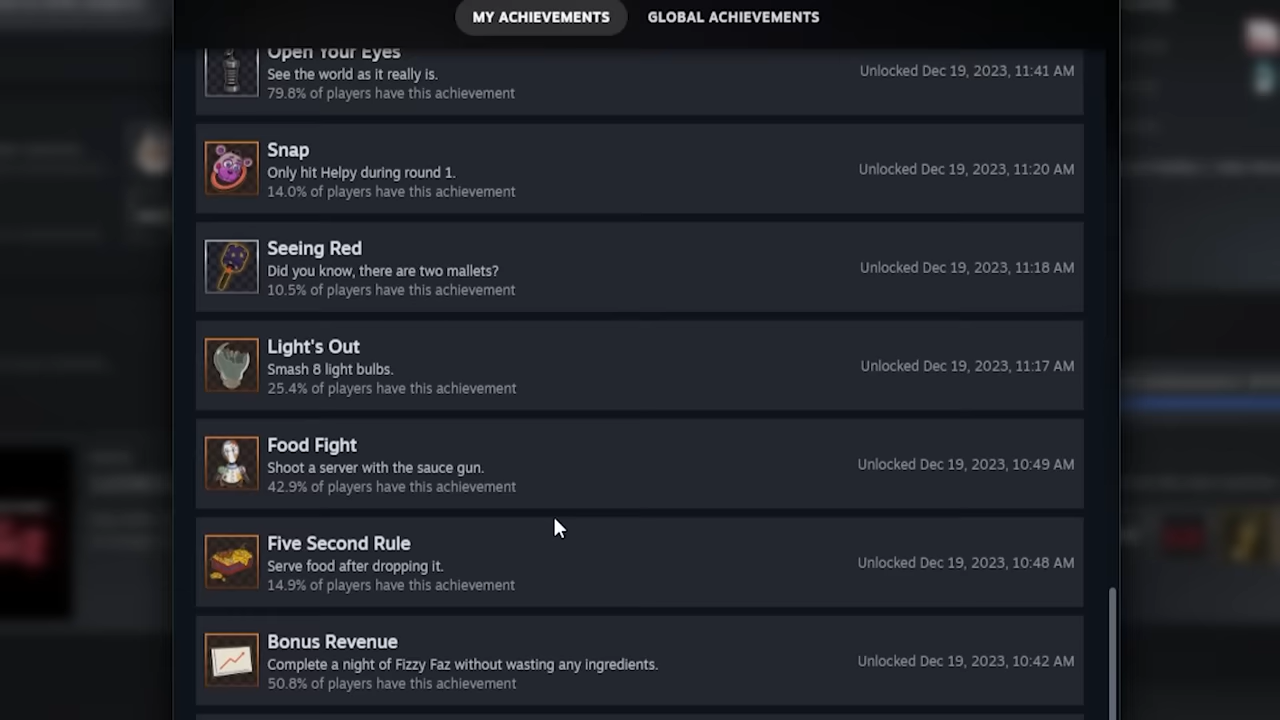 MY ACHIEVEMENTS
GLOBAL ACHIEVEMENTS
Open Your Eyes
See the world as it really is.
79.8% of players have this achievement
Unlocked Dec 19, 2023, 11:41 AM
Snap
Only hit Helpy during round 1.
14.0% of players have this achievement
Unlocked Dec 19, 2023, 11:20 AM
Seeing Red
Did you know, there are two mallets?
10.5% of players have this achievement
Unlocked Dec 19, 2023, 11:18 AM
Light's Out
Smash 8 light bulbs.
25.4% of players have this achievement
Unlocked Dec 19, 2023, 11:17 AM
Food Fight
Shoot a server with the sauce gun.
42.9% of players have this achievement
Unlocked Dec 19, 2023, 10:49 AM
Five Second Rule
Serve food after dropping it.
14.9% of players have this achievement
Unlocked Dec 19, 2023, 10:48 AM
Bonus Revenue
Complete a night of Fizzy Faz without wasting any ingredients.
50.8% of players have this achievement
Unlocked Dec 19, 2023, 10:42 AM